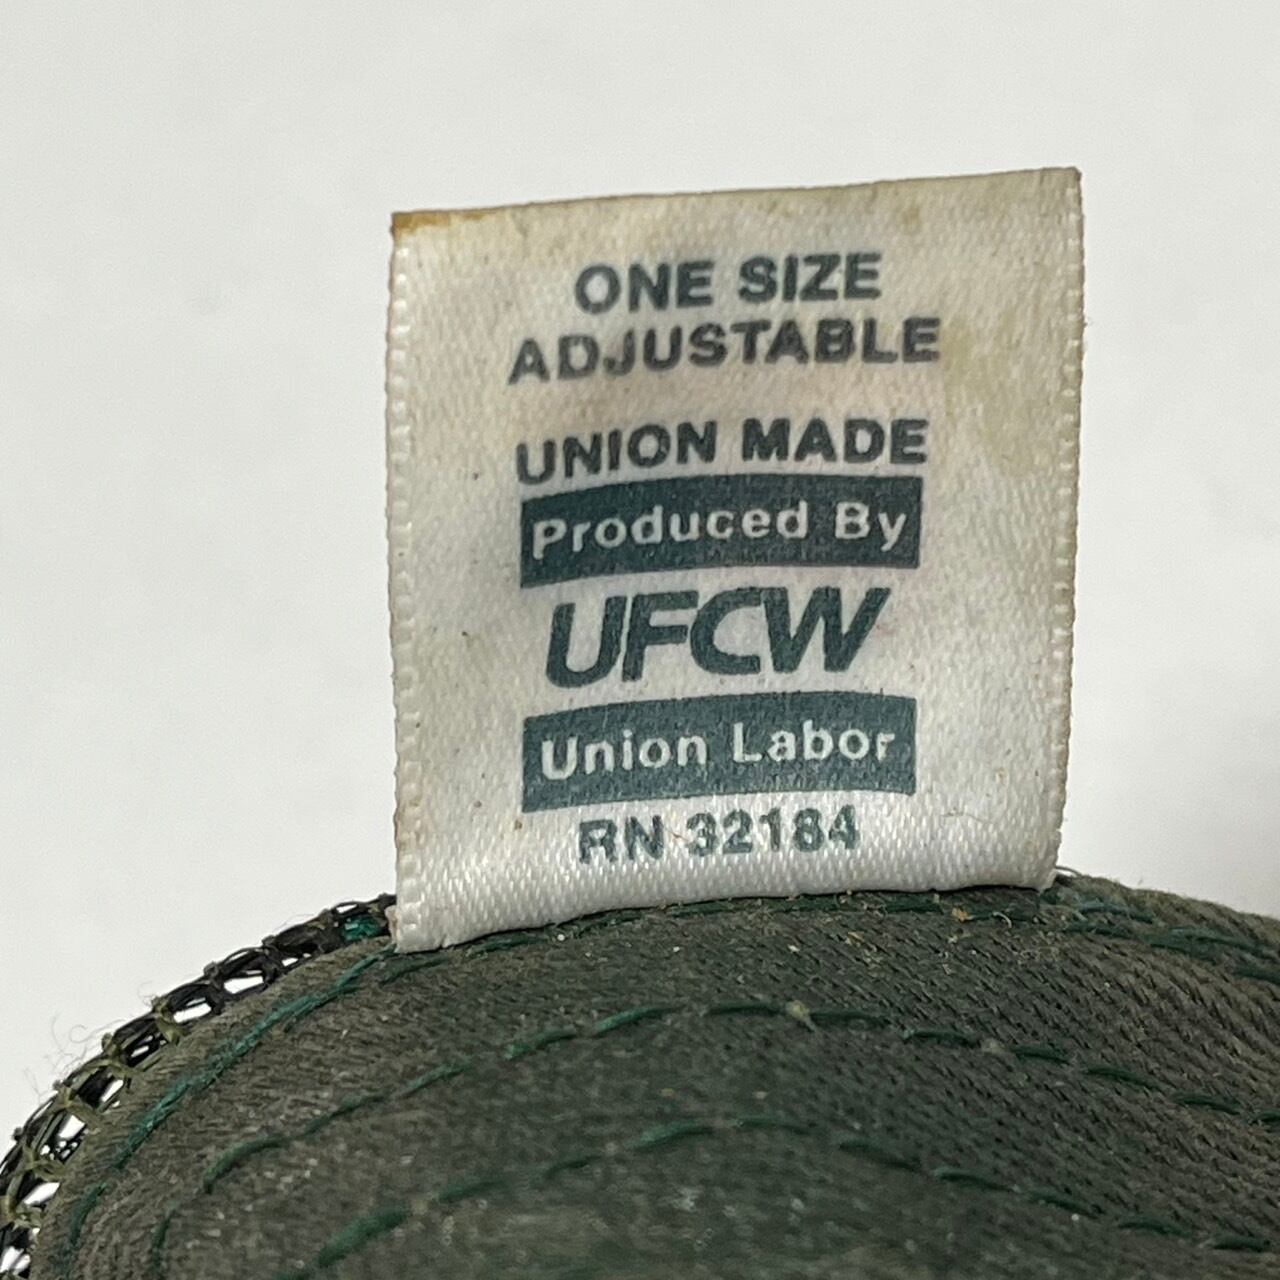 ONE SIZE
ADJUSTABLE
UNION MADE
Produced By
UFCW
Union Labor
RN 32184